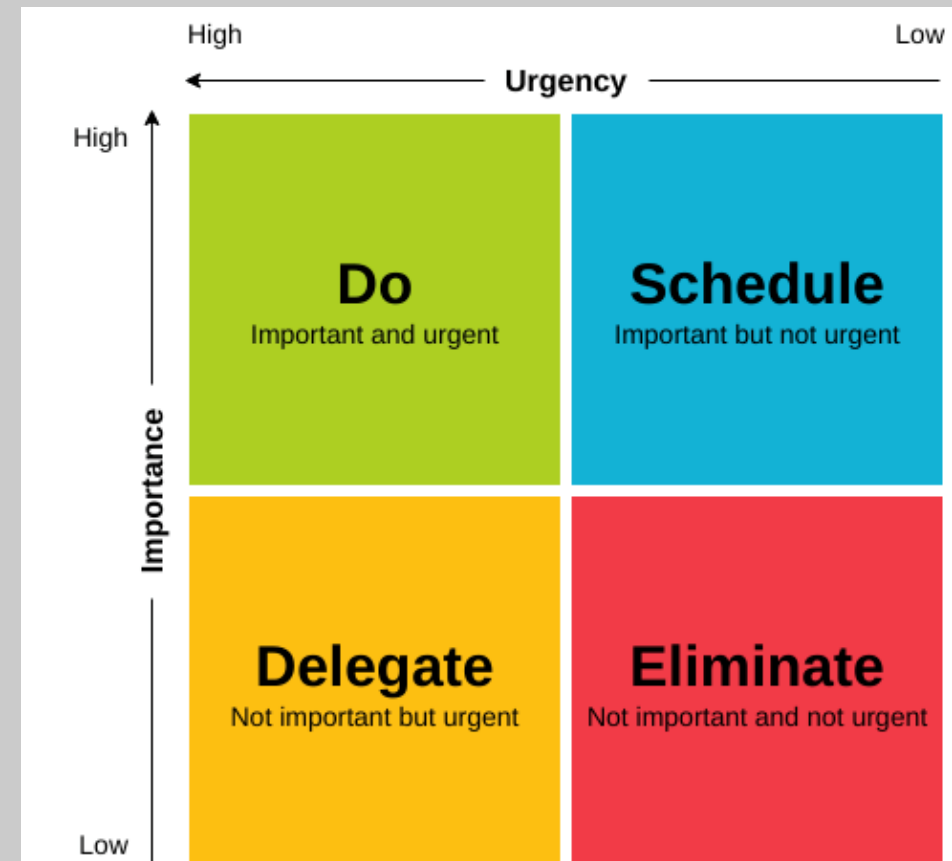 High
Low
Urgency
High
Do
Important and urgent
Schedule
Important but not urgent
Importance
Delegate
Not important but urgent
Eliminate
Not important and not urgent
Low